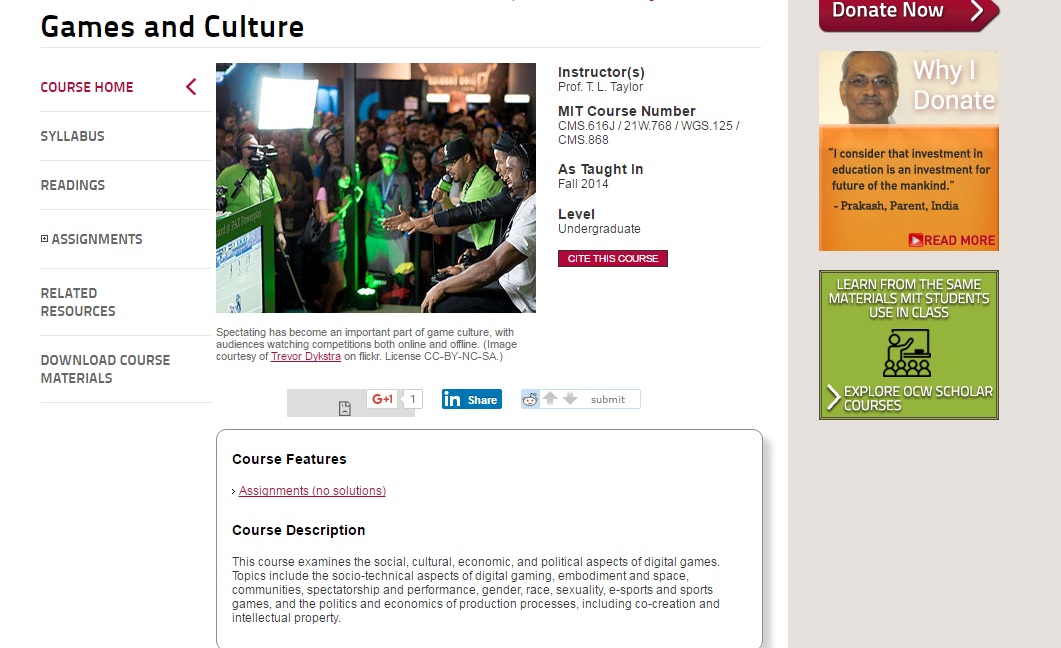 Games and Culture
COURSE HOME
SYLLABUS
READINGS
ASSIGNMENTS
RELATED
RESOURCES
DOWNLOAD COURSE
MATERIALS
Spectating has become an important part of game culture, with
audiences watching competitions both online and offline. (Image
courtesy of Trevor Dykstra on flickr. License CC-BY-NC-SA.)
Instructor(s)
Prof. T. L. Taylor
MIT Course Number
CMS.616J / 21W.768 / WGS.125 /
CMS.868
As Taught In
Fall 2014
Level
Undergraduate
CITE THIS COURSE
G+1 1
in Share
submit
Course Features
Assignments (no solutions)
Course Description
This course examines the social, cultural, economic, and political aspects of digital games.
Topics include the socio-technical aspects of digital gaming, embodiment and space,
communities, spectatorship and performance, gender, race, sexuality, e-sports and sports
games, and the politics and economics of production processes, including co-creation and
intellectual property.
Donate Now
Why I
Donate
"I consider that investment in
education is an investment for
future of the mankind."
- Prakash, Parent, India
READ MORE
LEARN FROM THE SAME
MATERIALS MIT STUDENTS
USE IN CLASS
EXPLORE OCW SCHOLAR
COURSES